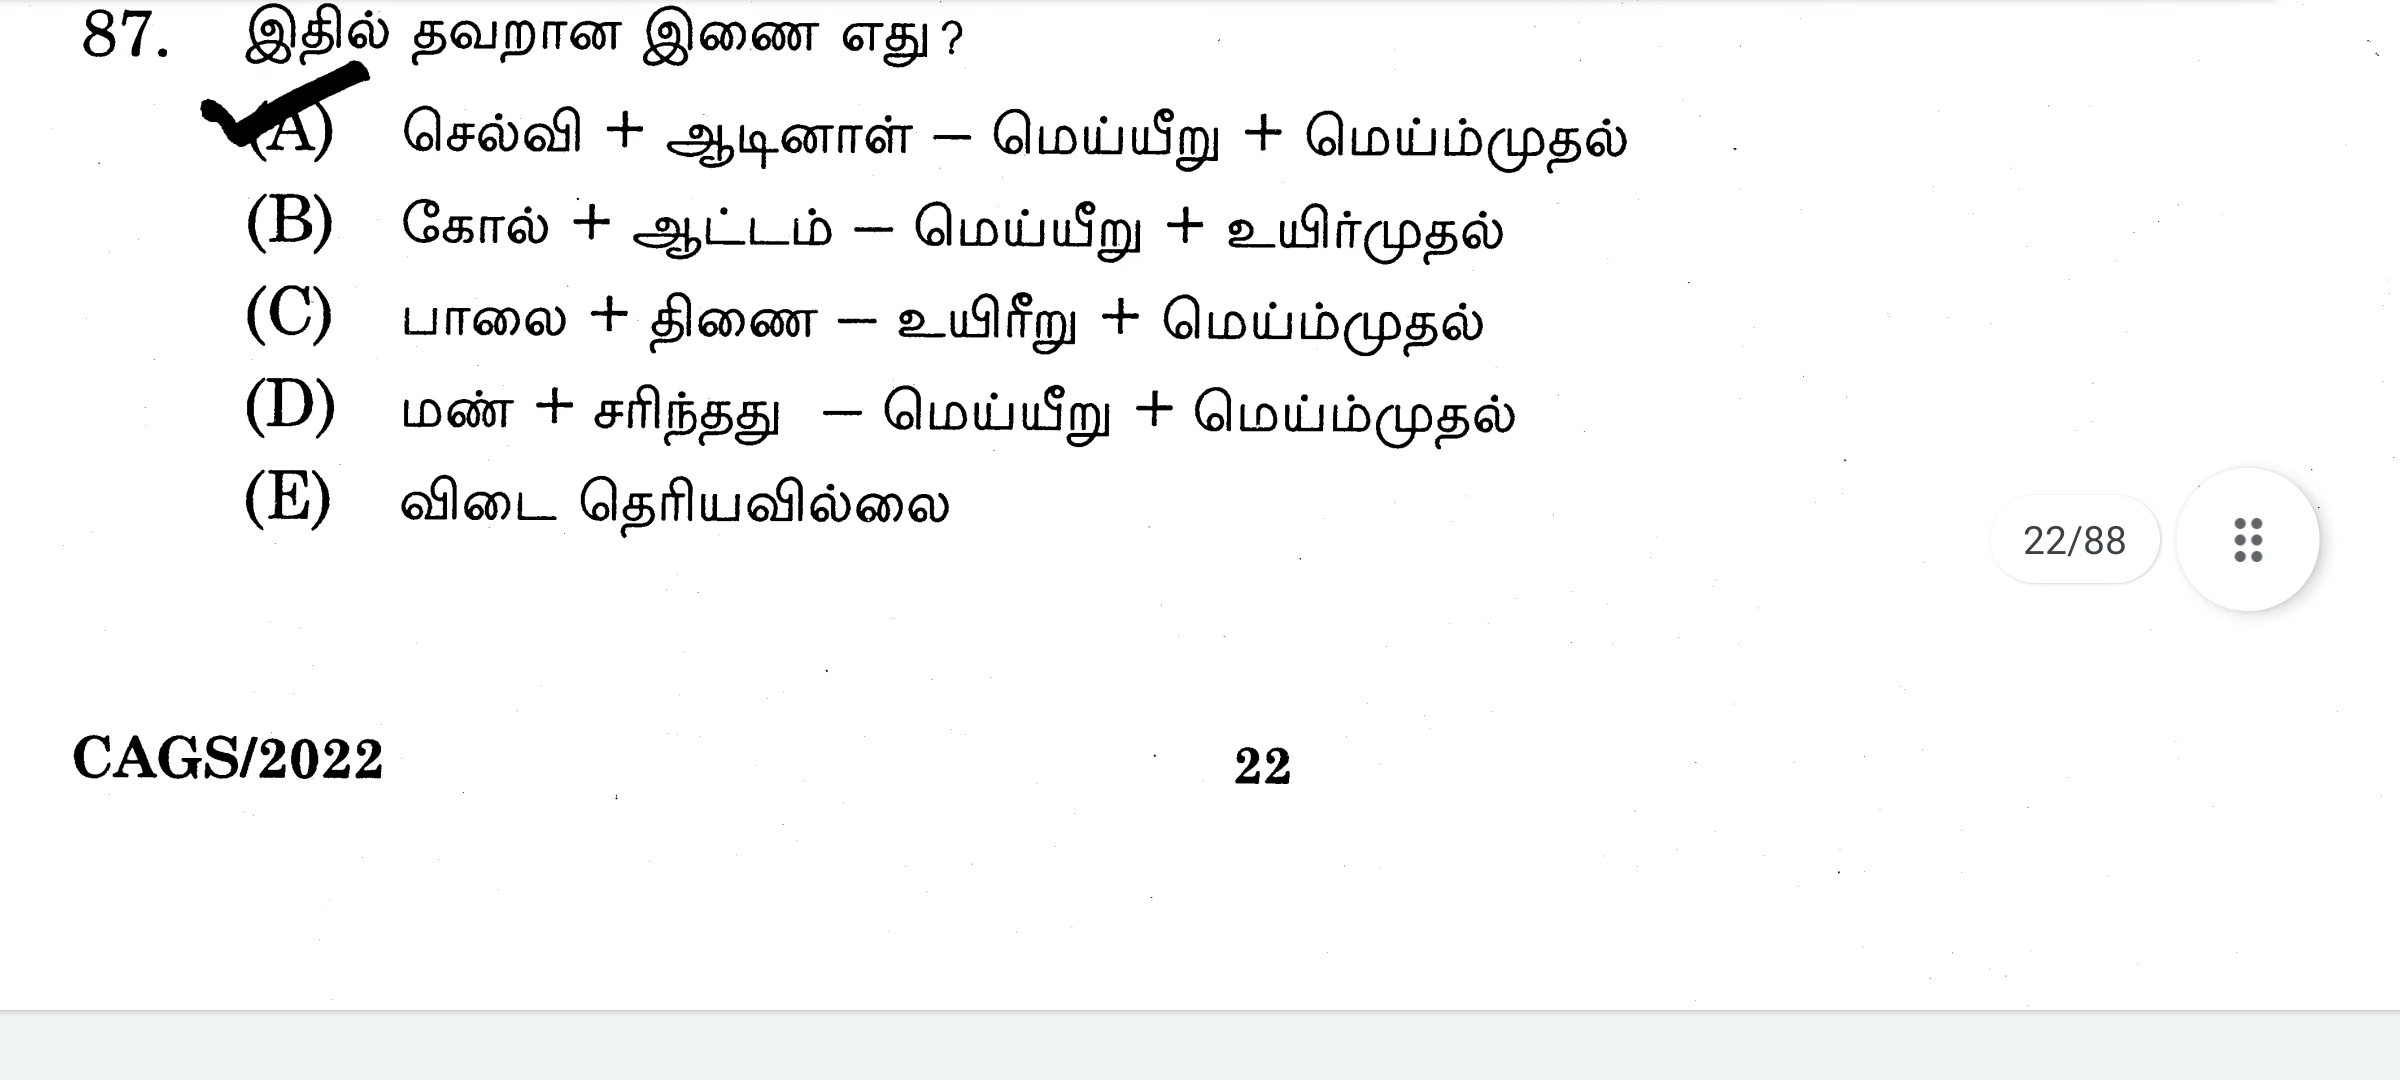 87. இதில் தவறான இணை எது?
(A) செல்வி + ஆடினாள் – மெய்யீறு + மெய்ம்முதல்
(B) கோல் + ஆட்டம் – மெய்யீறு + உயிர்முதல்
(C) பாலை + திணை – உயிரீறு + மெய்ம்முதல்
(D) மண் + சரிந்தது – மெய்யீறு + மெய்ம்முதல்
(E) விடை தெரியவில்லை
22/88
CAGS/2022 22